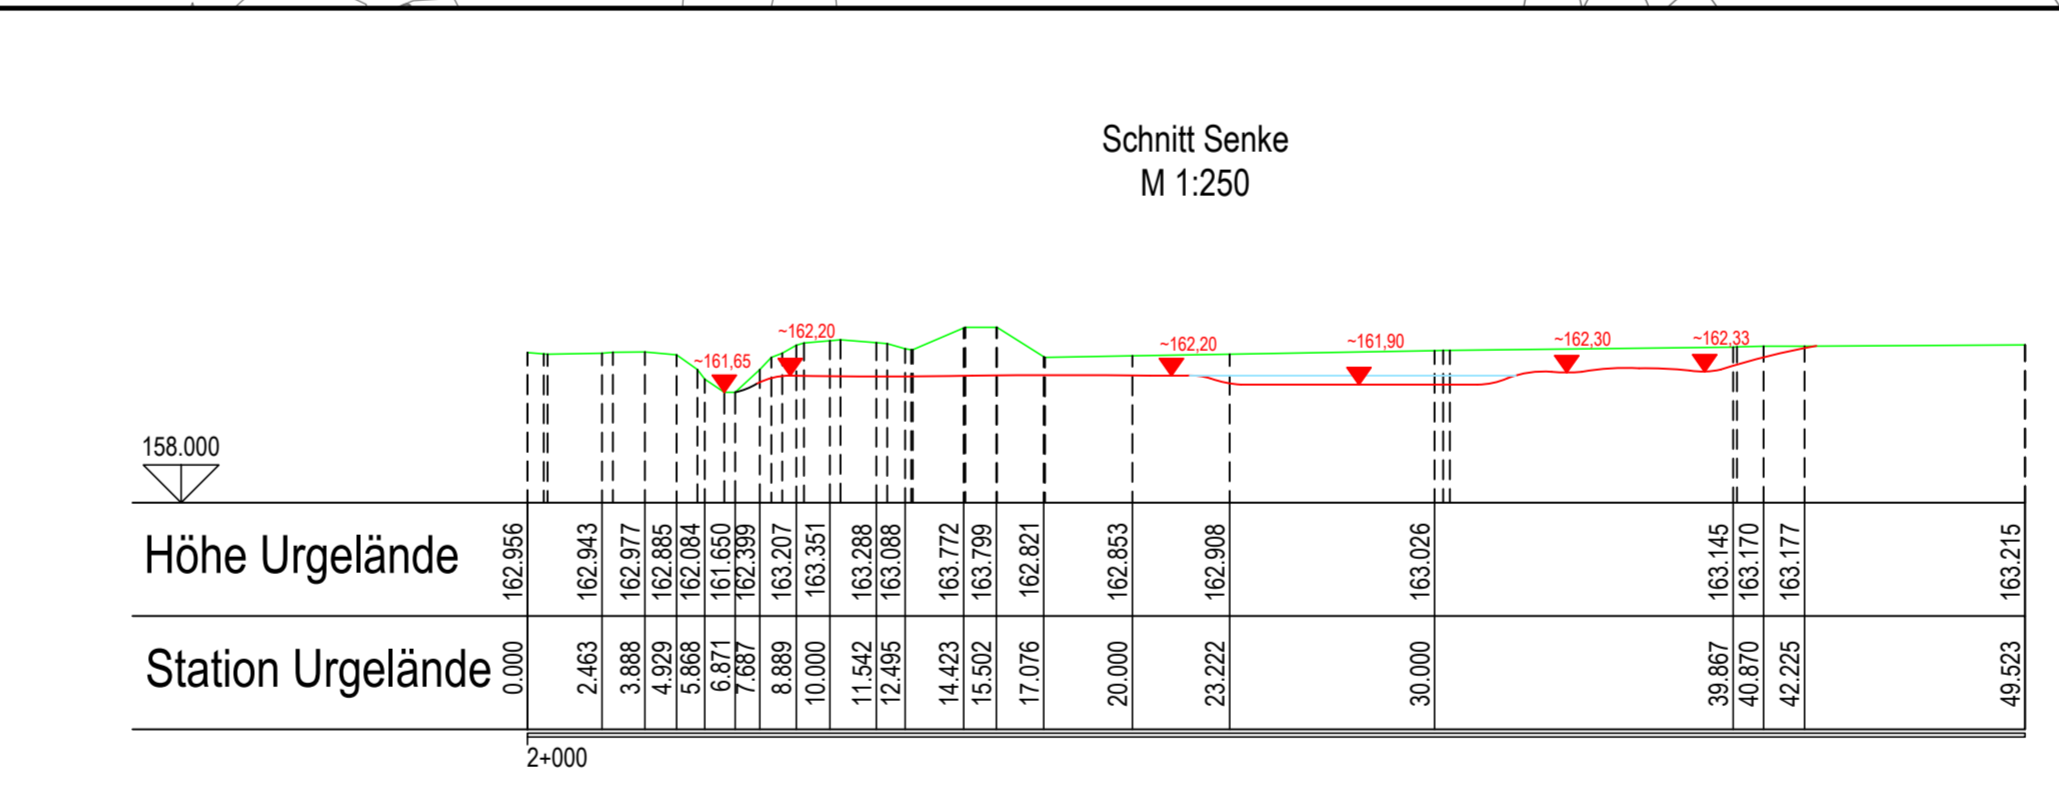 Schnitt Senke
M 1:250
~161,65
~162,20
~162,20
~161,90
~162,30
~162,33
158.000
Höhe Urgelände 162.956 162.943 162.977 162.885 162.084 161.650 162.399 163.207 163.351 163.288 163.088 163.772 163.799 162.821 162.853 162.908 163.026 163.145 163.170 163.177 163.215
Station Urgelände 0.000 2.463 3.888 4.929 5.868 6.871 7.687 8.889 10.000 11.542 12.495 14.423 15.502 17.076 20.000 23.222 30.000 39.867 40.870 42.225 49.523
2+000